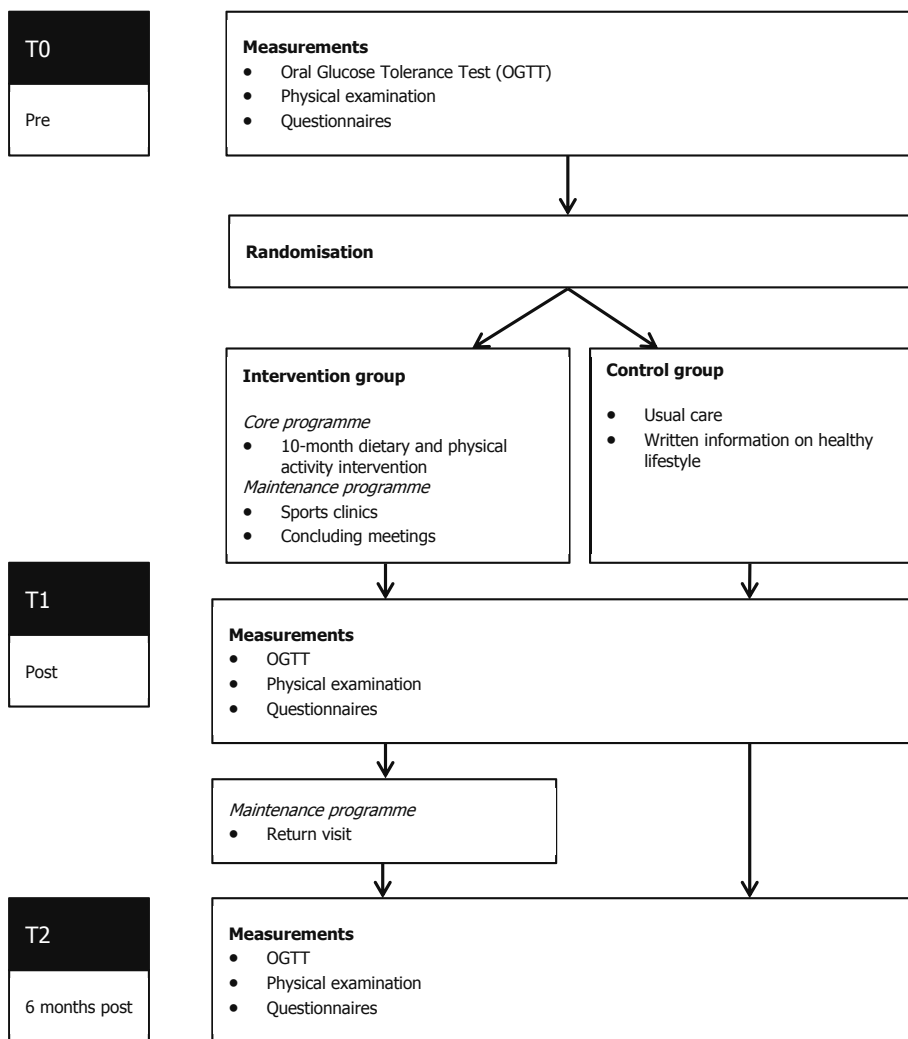 T0
Pre
Measurements
• Oral Glucose Tolerance Test (OGTT)
• Physical examination
• Questionnaires
Randomisation
Intervention group
Core programme
• 10-month dietary and physical
activity intervention
Maintenance programme
• Sports clinics
• Concluding meetings
Control group
• Usual care
• Written information on healthy
lifestyle
T1
Post
Measurements
• OGTT
• Physical examination
• Questionnaires
Maintenance programme
• Return visit
T2
6 months post
Measurements
• OGTT
• Physical examination
• Questionnaires